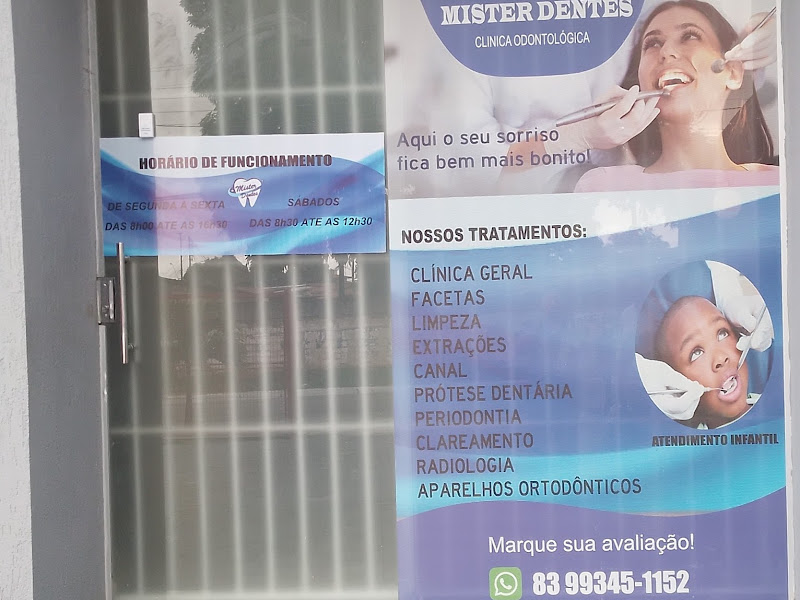 MISTER DENTES
CLINICA ODONTOLÓGICA
Aqui o seu sorriso
fica bem mais bonito!
HORÁRIO DE FUNCIONAMENTO
Mister
Dentes
DE SEGUNDA A SEXTA
DAS 8h00 ATE AS 16h30
SABADOS
DAS 8h30 ATE AS 12h30
NOSSOS TRATAMENTOS:
CLÍNICA GERAL
FACETAS
LIMPEZA
EXTRAÇÕES
CANAL
PRÓTESE DENTÁRIA
PERIODONTIA
CLAREAMENTO
RADIOLOGIA
APARELHOS ORTODÔNTICOS
ATENDIMENTO INFANTIL
Marque sua avaliação!
83 99345-1152